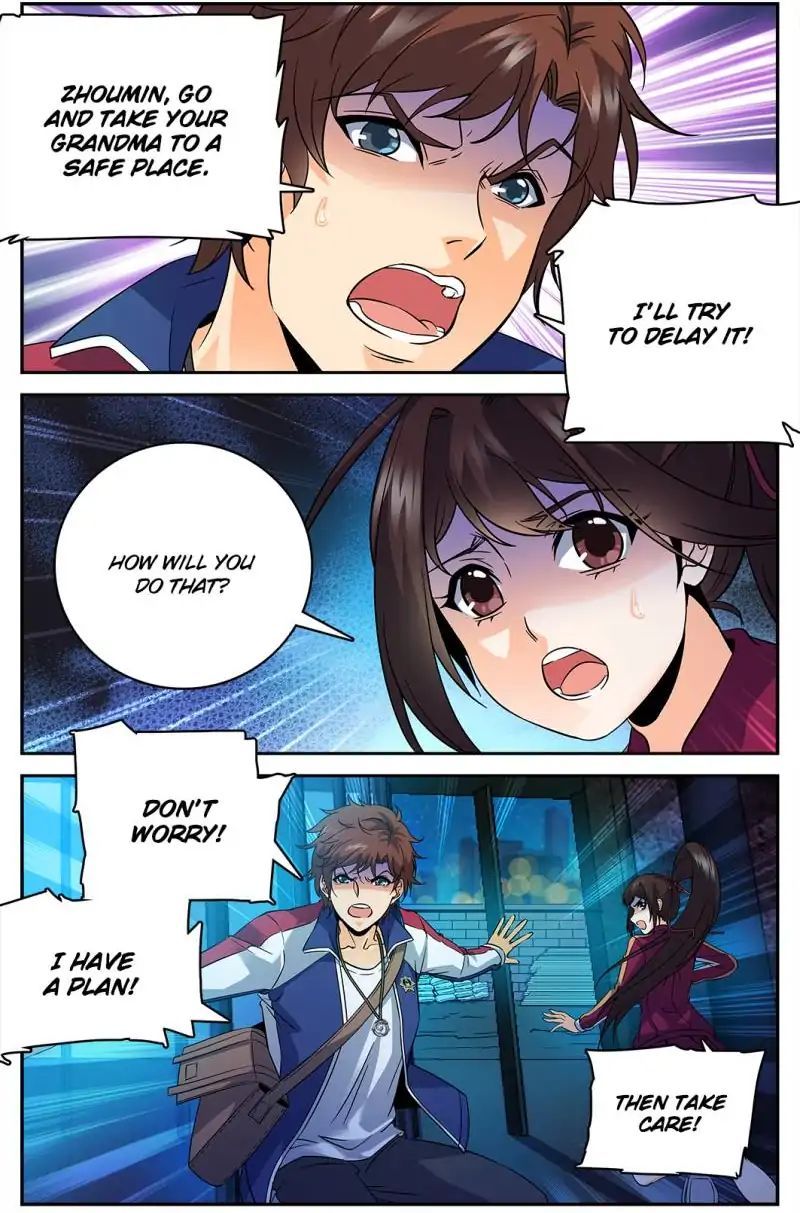 ZHOUMIN, GO
AND TAKE YOUR
GRANDMA TO A
SAFE PLACE.
I'LL TRY
TO DELAY IT!
HOW WILL YOU
DO THAT?
DON'T
WORRY!
I HAVE
A PLAN!
THEN TAKE
CARE!